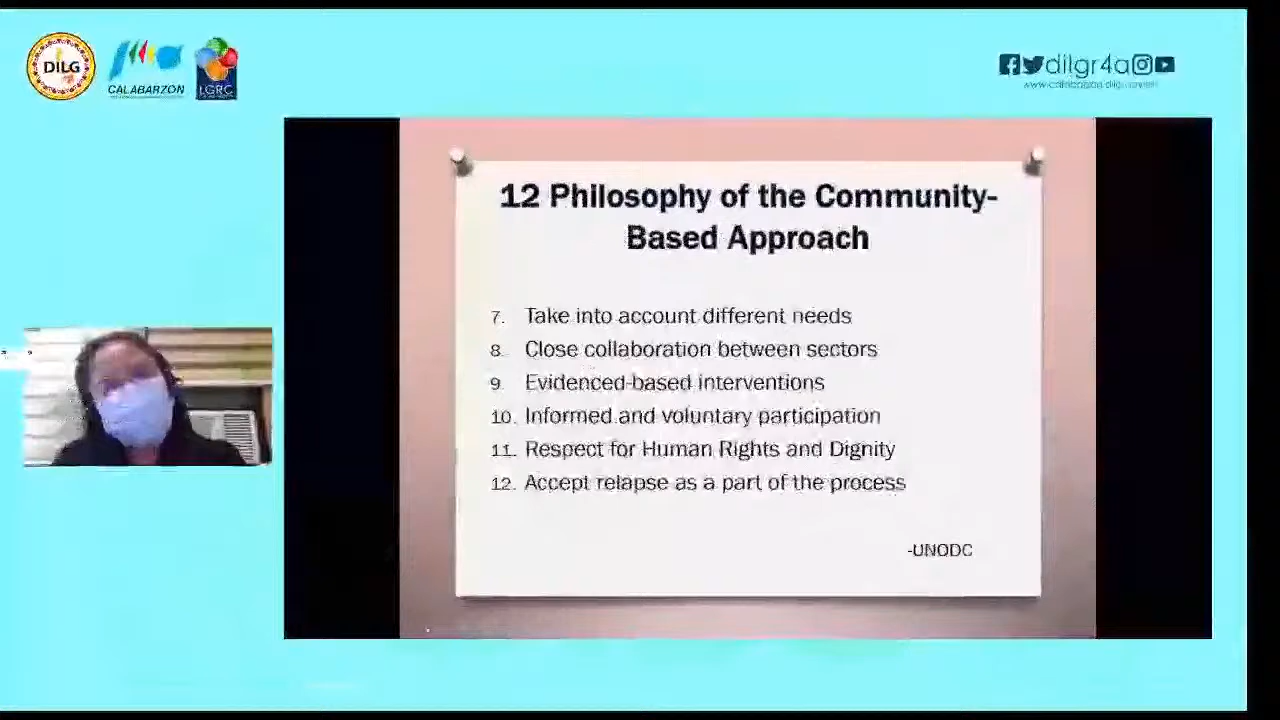 DILG
CALABARZON
LGRC
dilgr4a
12 Philosophy of the Community-
Based Approach
7. Take into account different needs
8. Close collaboration between sectors
9. Evidenced-based interventions
10. Informed and voluntary participation
11. Respect for Human Rights and Dignity
12. Accept relapse as a part of the process
-UNODC